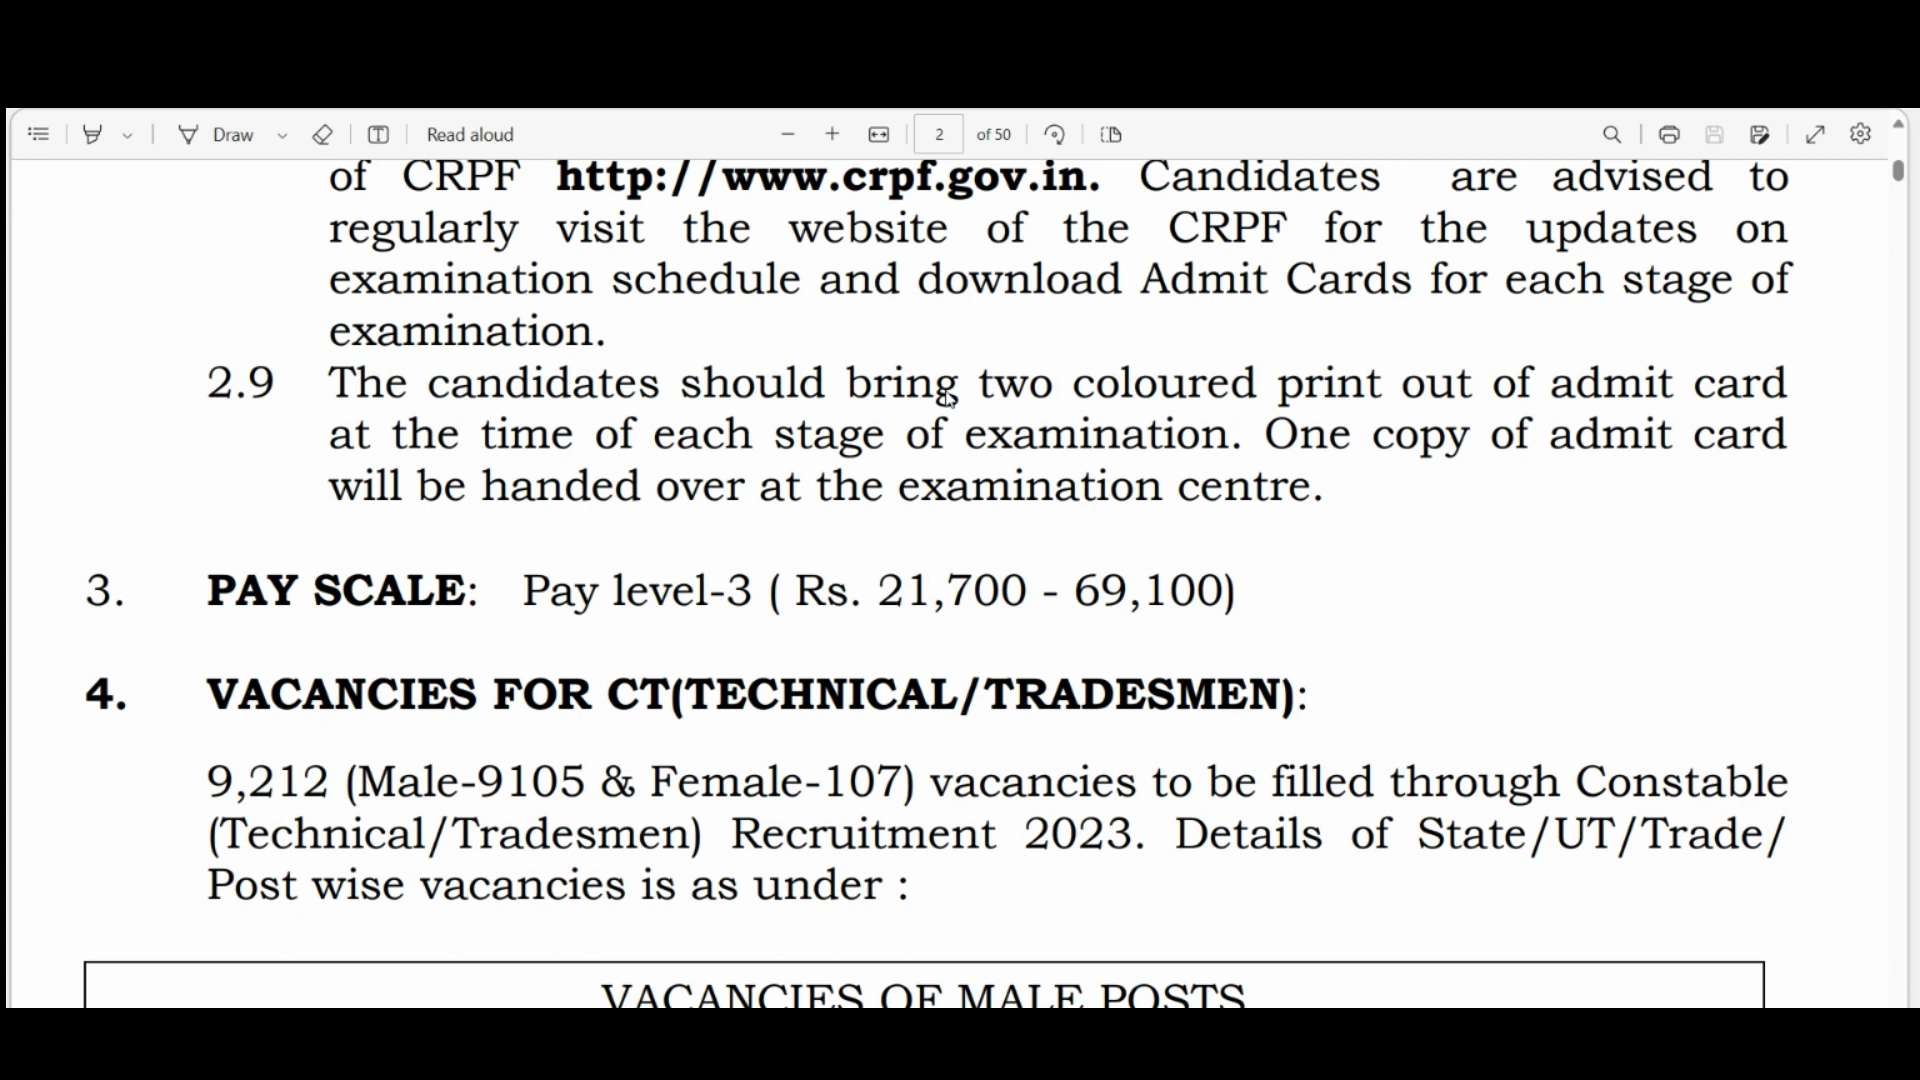 Draw
Read aloud
2
of 50
of CRPF http://www.crpf.gov.in. Candidates are advised to
regularly visit the website of the CRPF for the updates on
examination schedule and download Admit Cards for each stage of
examination.
2.9 The candidates should bring two coloured print out of admit card
at the time of each stage of examination. One copy of admit card
will be handed over at the examination centre.
3. PAY SCALE: Pay level-3 ( Rs. 21,700 - 69,100)
4. VACANCIES FOR CT(TECHNICAL/TRADESMEN):
9,212 (Male-9105 & Female-107) vacancies to be filled through Constable
(Technical/Tradesmen) Recruitment 2023. Details of State/UT/Trade/
Post wise vacancies is as under :
VACANCIES OF MALE POSTS